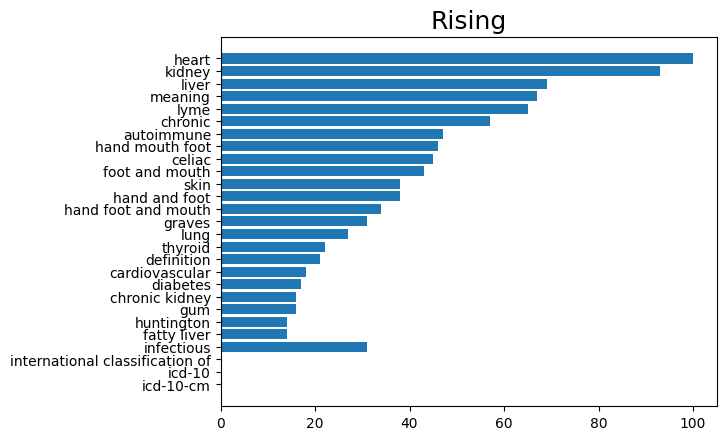 Rising
heart
kidney
liver
meaning
lyme
chronic
autoimmune
hand mouth foot
celiac
foot and mouth
skin
hand and foot
hand foot and mouth
graves
lung
thyroid
definition
cardiovascular
diabetes
chronic kidney
gum
huntington
fatty liver
infectious
international classification of
icd-10
icd-10-cm
0 20 40 60 80 100